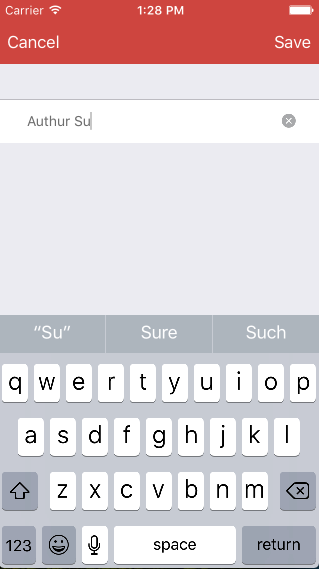 Carrier 1:28 PM
Cancel Save
Authur Su
“Su” Sure Such
q w e r t y u i o p
a s d f g h j k l
z x c v b n m
123 space return